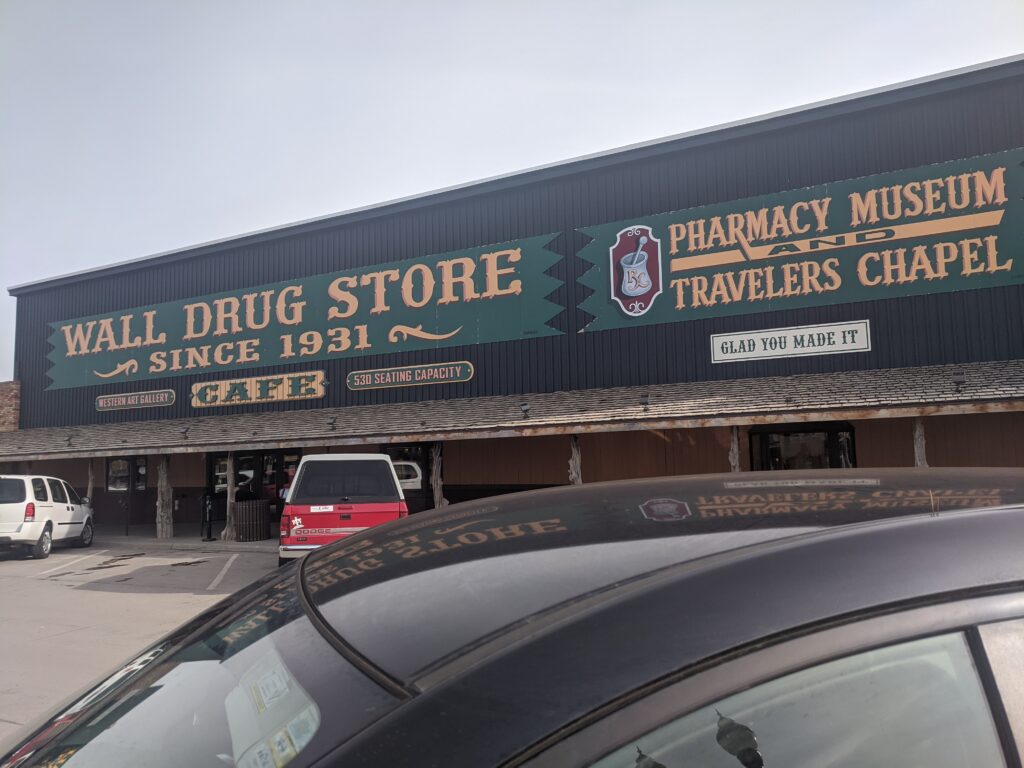 WALL DRUG STORE
SINCE 1931
WESTERN ART GALLERY
CAFE
530 SEATING CAPACITY
PHARMACY MUSEUM
AND
TRAVELERS CHAPEL
GLAD YOU MADE IT
DODGE